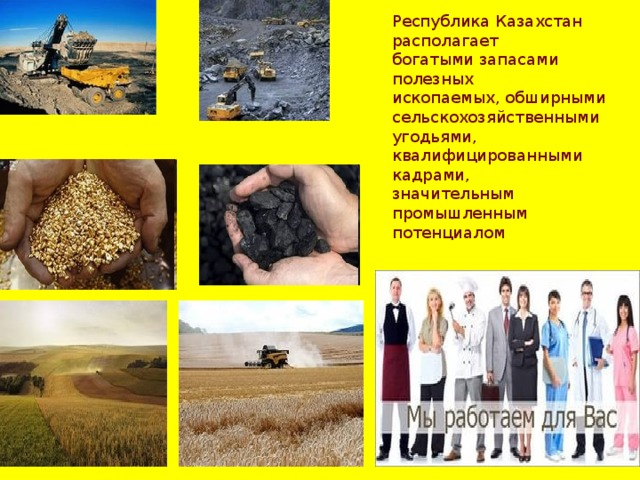 Республика Казахстан
располагает
богатыми запасами
полезных
ископаемых, обширными
сельскохозяйственными
угодьями,
квалифицированными
кадрами,
значительным
промышленным
потенциалом
Мы работаем для Вас